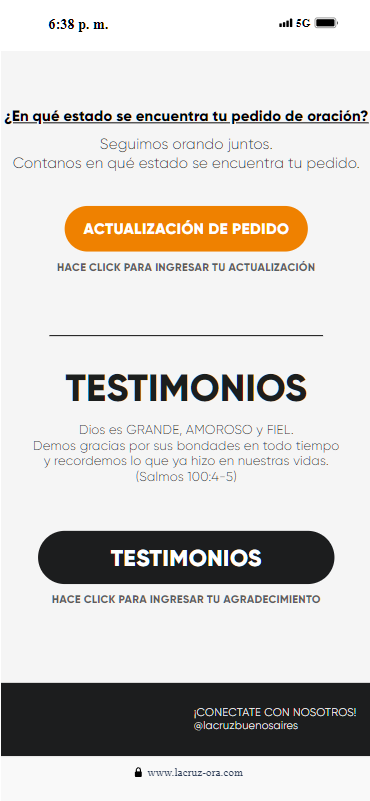 6:38 p. m.
5G
¿En qué estado se encuentra tu pedido de oración?
Seguimos orando juntos.
Contanos en qué estado se encuentra tu pedido.
ACTUALIZACIÓN DE PEDIDO
HACE CLICK PARA INGRESAR TU ACTUALIZACIÓN
TESTIMONIOS
Dios es GRANDE, AMOROSO y FIEL.
Demos gracias por sus bondades en todo tiempo
y recordemos lo que ya hizo en nuestras vidas.
(Salmos 100:4-5)
TESTIMONIOS
HACE CLICK PARA INGRESAR TU AGRADECIMIENTO
¡CONECTATE CON NOSOTROS!
@lacruzbuenosaires
www.lacruz-ora.com